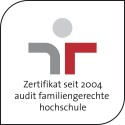 Zertifikat seit 2004
audit familiengerechte
hochschule